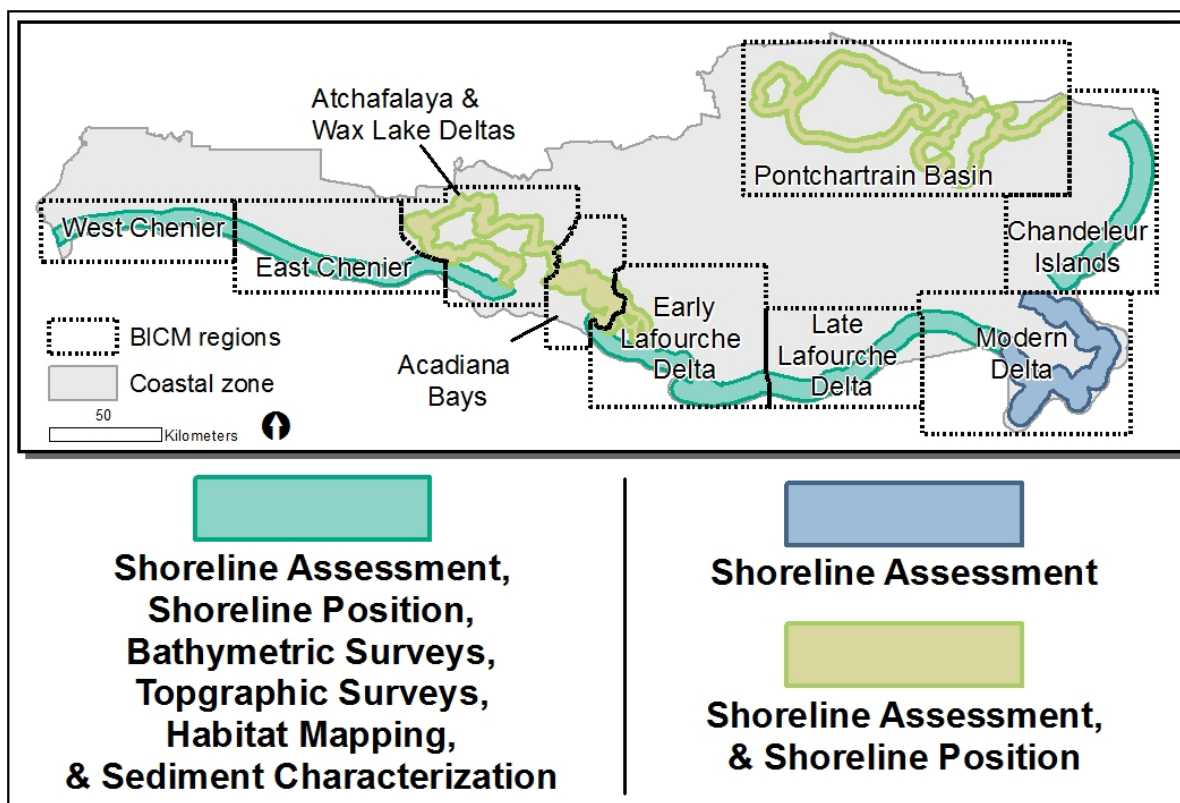 Atchafalaya &
Wax Lake Deltas
Pontchartrain Basin
West Chenier
East Chenier
Chandeleur
Islands
Early
Lafourche
Delta
Late
Lafourche
Delta
Modern
Delta
Acadiana
Bays
BICM regions
Coastal zone
50
Kilometers
Shoreline Assessment,
Shoreline Position,
Bathymetric Surveys,
Topgraphic Surveys,
Habitat Mapping,
& Sediment Characterization
Shoreline Assessment
Shoreline Assessment,
& Shoreline Position